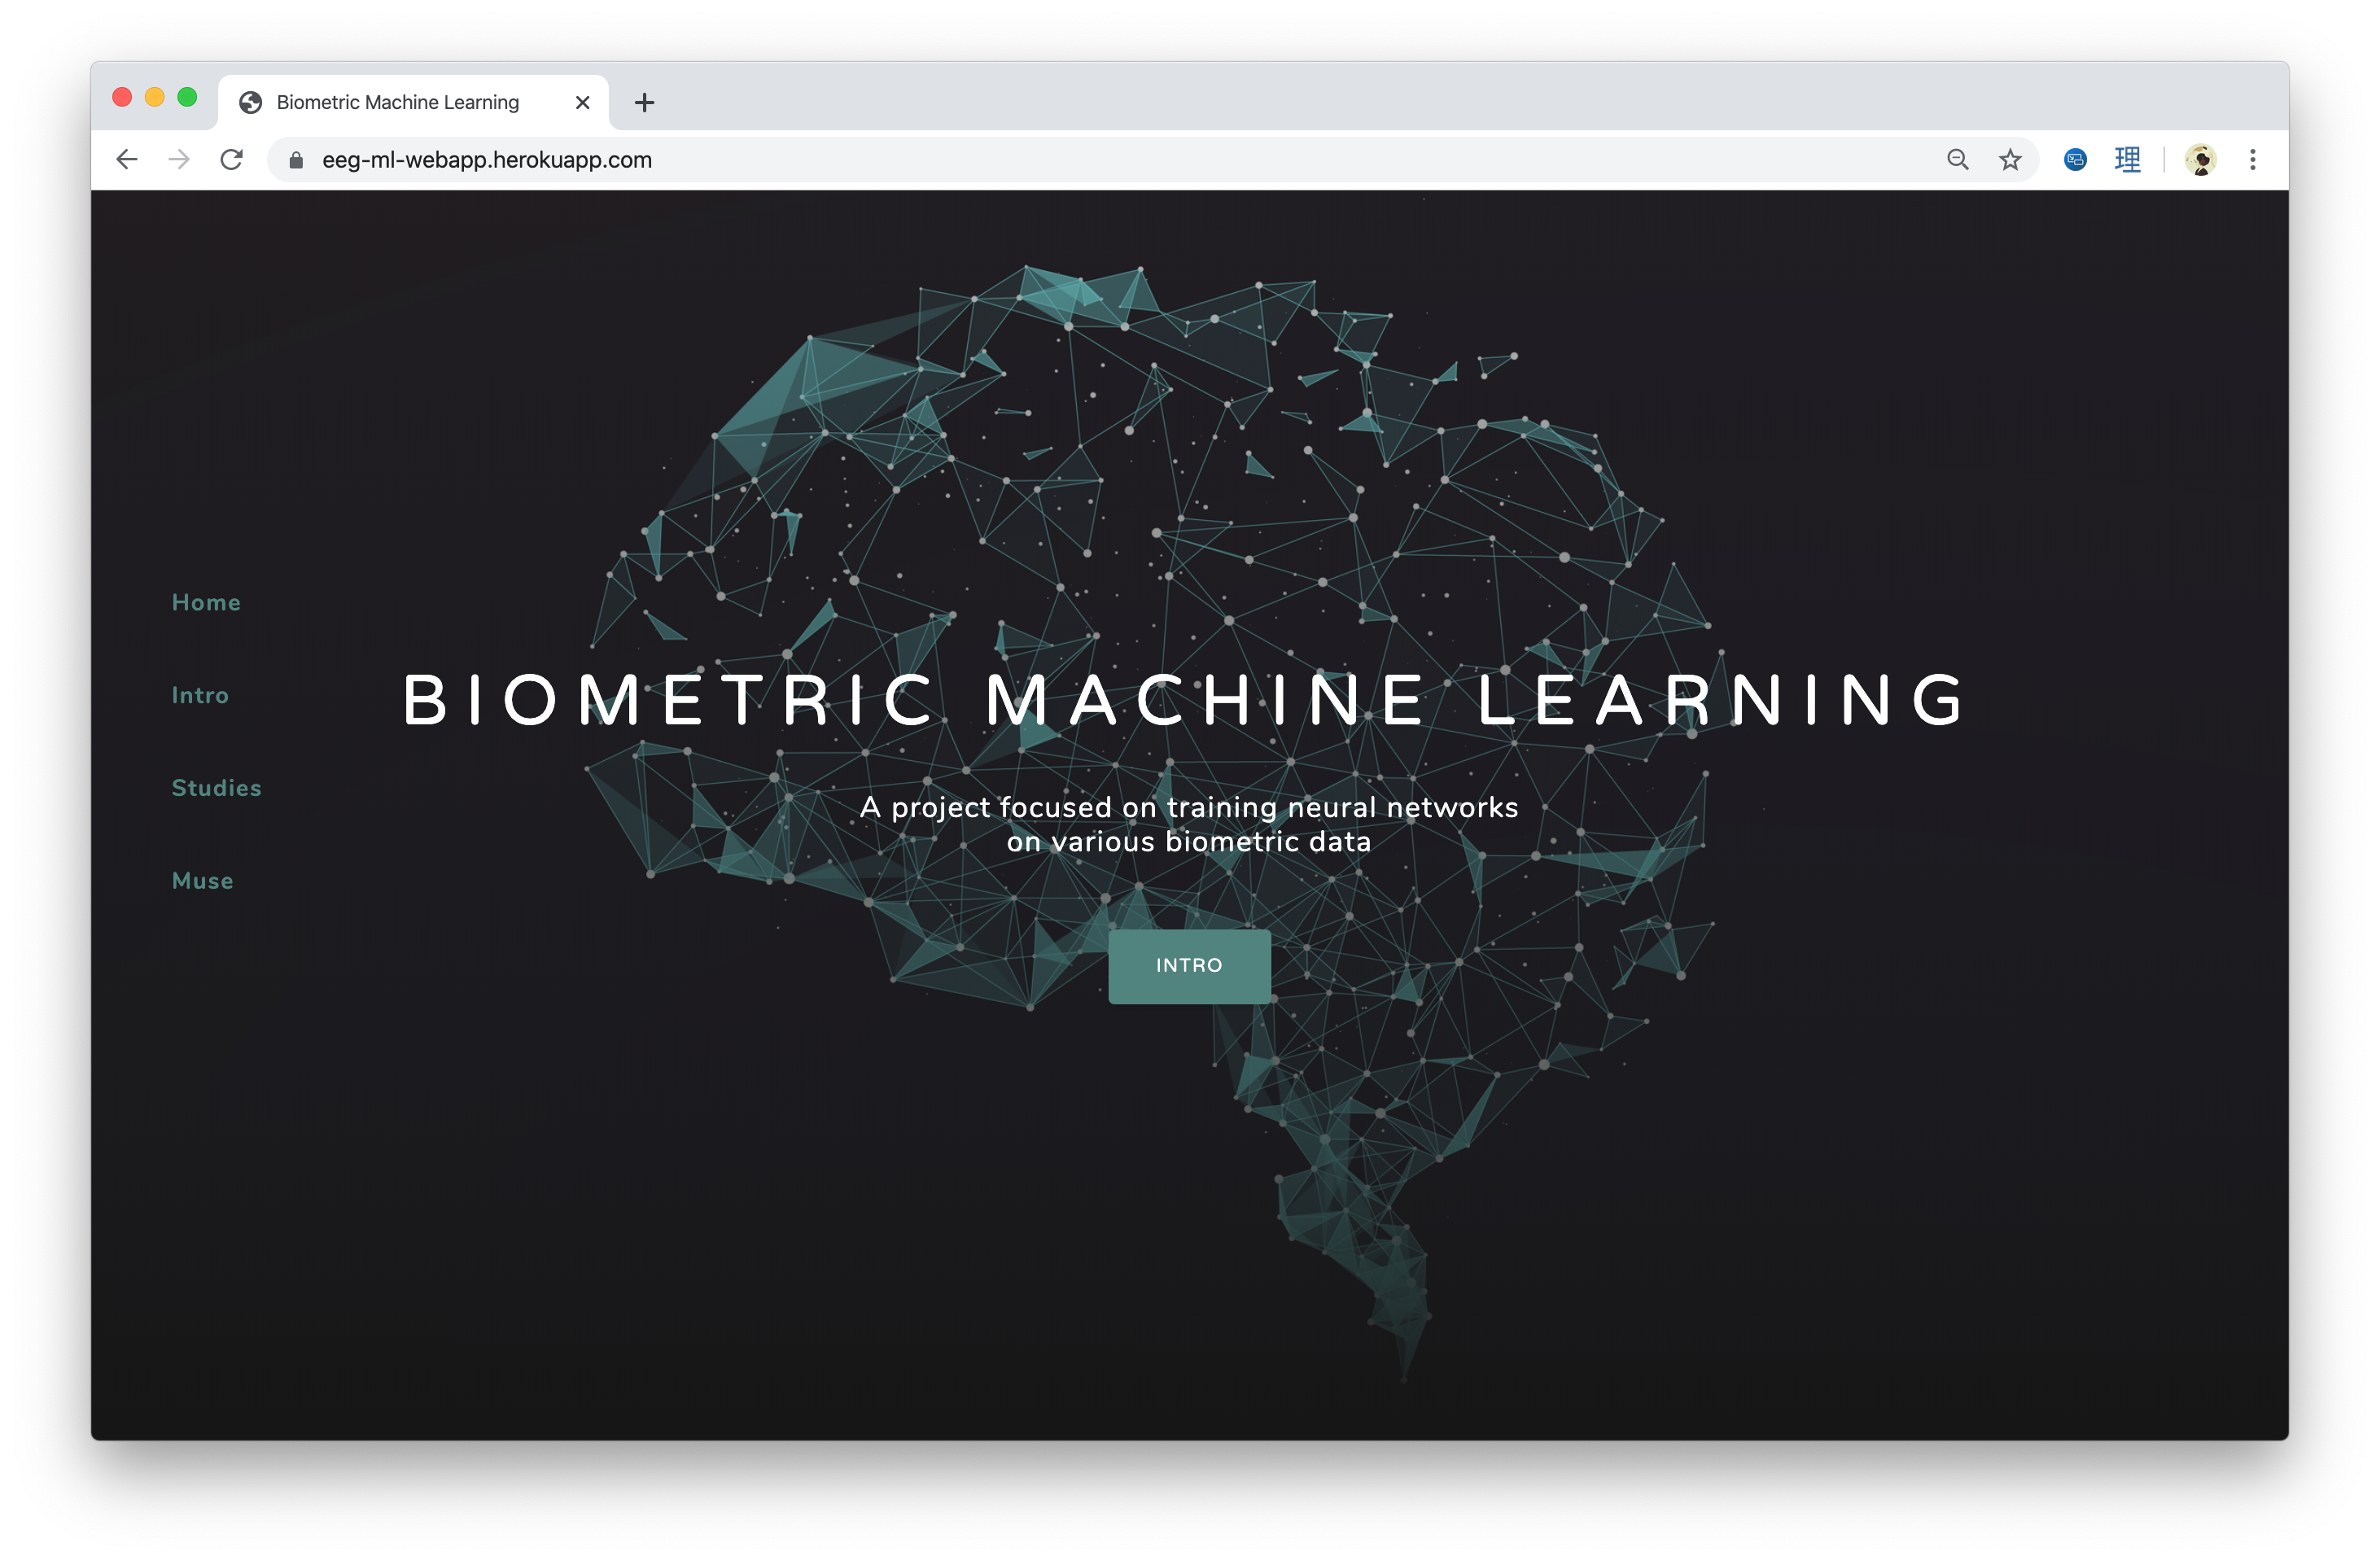 Biometric Machine Learning
eeg-ml-webapp.herokuapp.com
理
Home
Intro
Studies
Muse
BIOMETRIC MACHINE LEARNING
A project focused on training neural networks
on various biometric data
INTRO